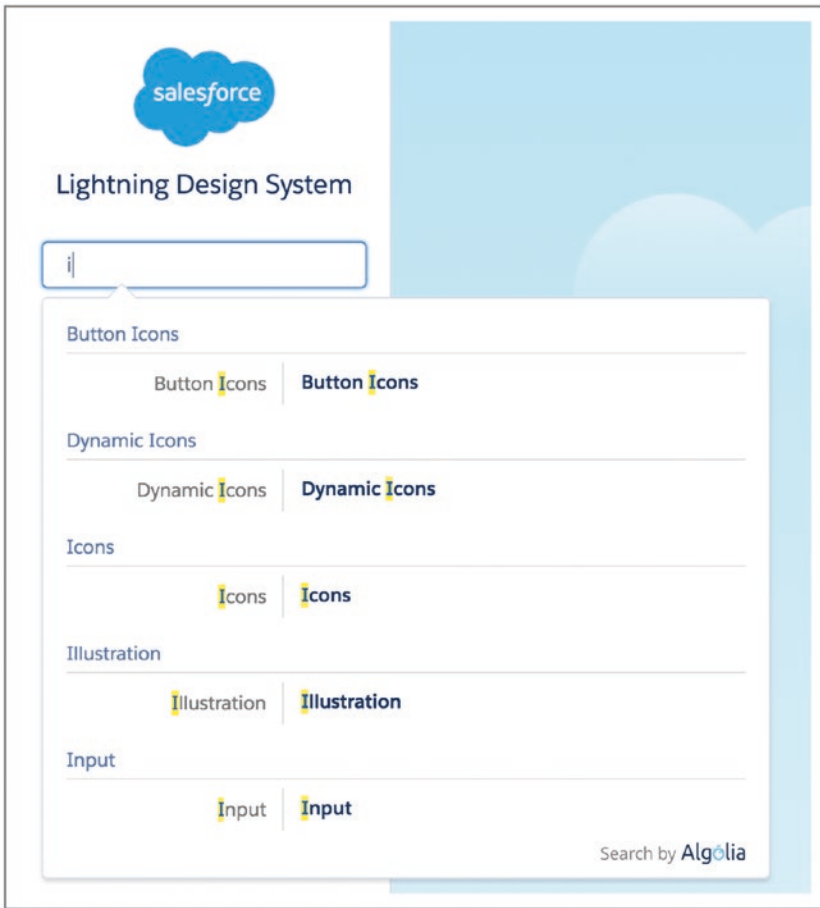 salesforce
Lightning Design System
i
Button Icons
Button Icons Button Icons
Dynamic Icons
Dynamic Icons Dynamic Icons
Icons
Icons Icons
Illustration
Illustration Illustration
Input
Input Input
Search by Algolia